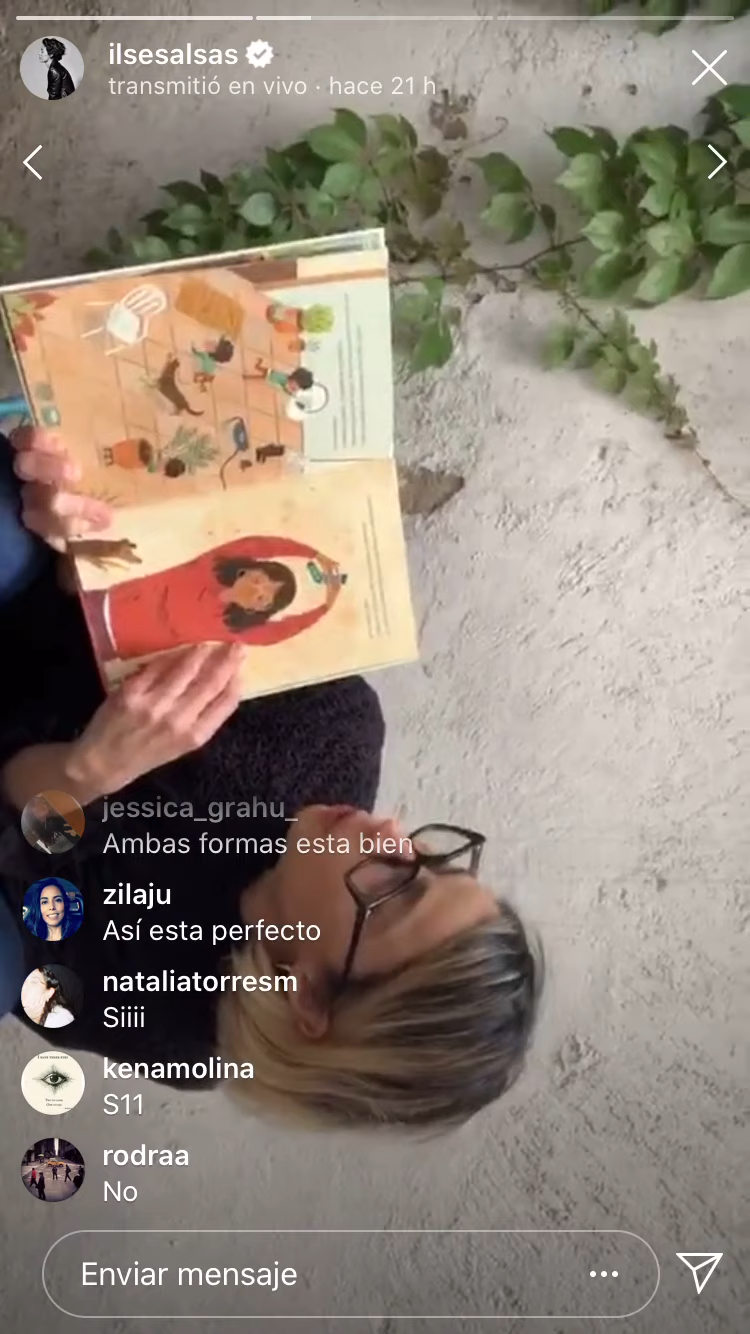 ilsesalsas
transmitió en vivo · hace 21 h
jessica_grahu_
Ambas formas esta bien
zilaju
Así esta perfecto
nataliatorresm
Siiii
kenamolina
S11
rodraa
No
Enviar mensaje